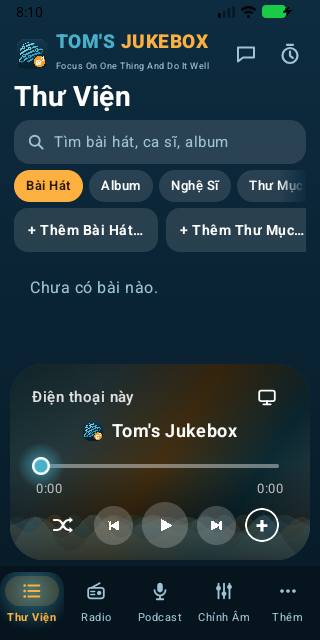 8:10
TOM'S JUKEBOX
Focus On One Thing And Do It Well
Thư Viện
Tìm bài hát, ca sĩ, album
Bài Hát Album Nghệ Sĩ Thư Mục
+ Thêm Bài Hát... + Thêm Thư Mục...
Chưa có bài nào.
Điện thoại này
Tom's Jukebox
0:00 0:00
Thư Viện Radio Podcast Chỉnh Âm Thêm